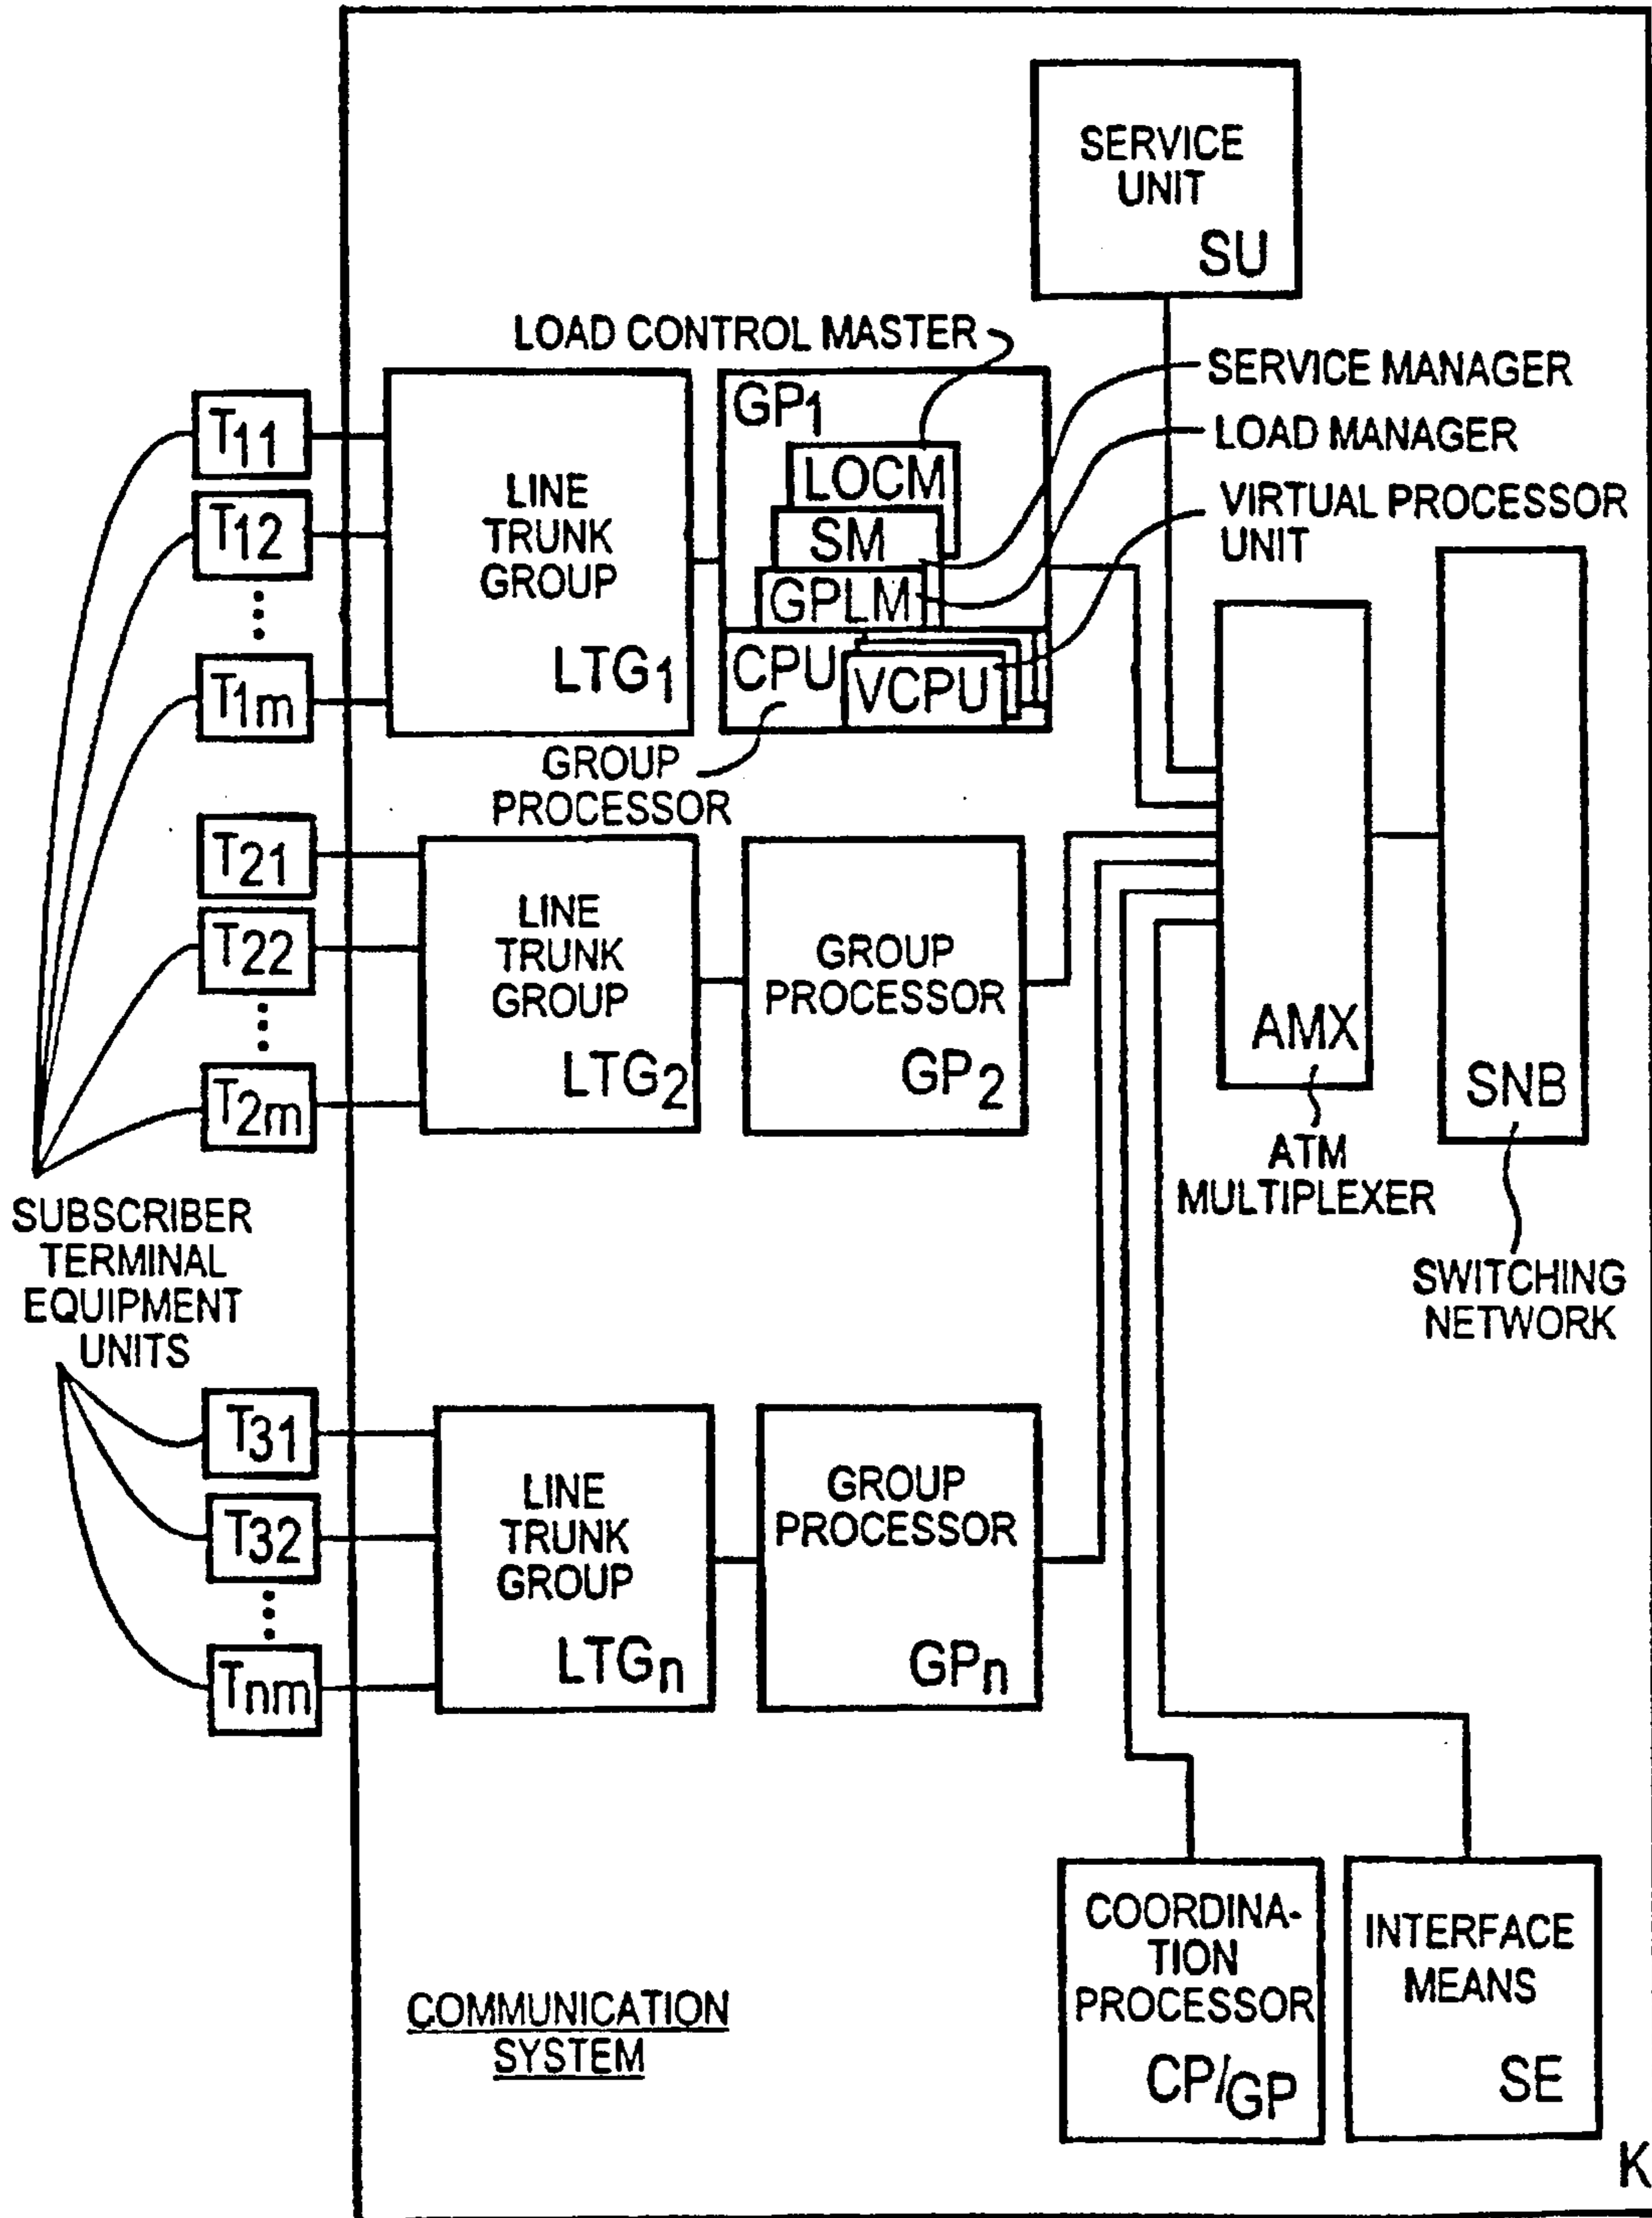 SERVICE
UNIT
SU
LOAD CONTROL MASTER
SERVICE MANAGER
LOAD MANAGER
VIRTUAL PROCESSOR
UNIT
T11
T12
T1m
LINE
TRUNK
GROUP
LTG1
GP1
LOCM
SM
GPLM
CPU
VCPU
GROUP
PROCESSOR
T21
T22
T2m
LINE
TRUNK
GROUP
LTG2
GROUP
PROCESSOR
GP2
AMX
ATM
MULTIPLEXER
SNB
SWITCHING
NETWORK
SUBSCRIBER
TERMINAL
EQUIPMENT
UNITS
T31
T32
Tnm
LINE
TRUNK
GROUP
LTGn
GROUP
PROCESSOR
GPn
COORDINA-
TION
PROCESSOR
CP/GP
INTERFACE
MEANS
SE
COMMUNICATION
SYSTEM
K